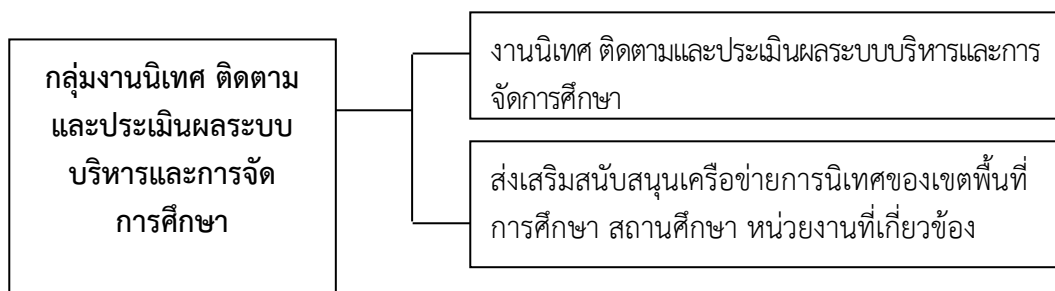 กลุ่มงานนิเทศ ติดตาม
และประเมินผลระบบ
บริหารและการจัด
การศึกษา
งานนิเทศ ติดตามและประเมินผลระบบบริหารและการ
จัดการศึกษา
ส่งเสริมสนับสนุนเครือข่ายการนิเทศของเขตพื้นที่
การศึกษา สถานศึกษา หน่วยงานที่เกี่ยวข้อง